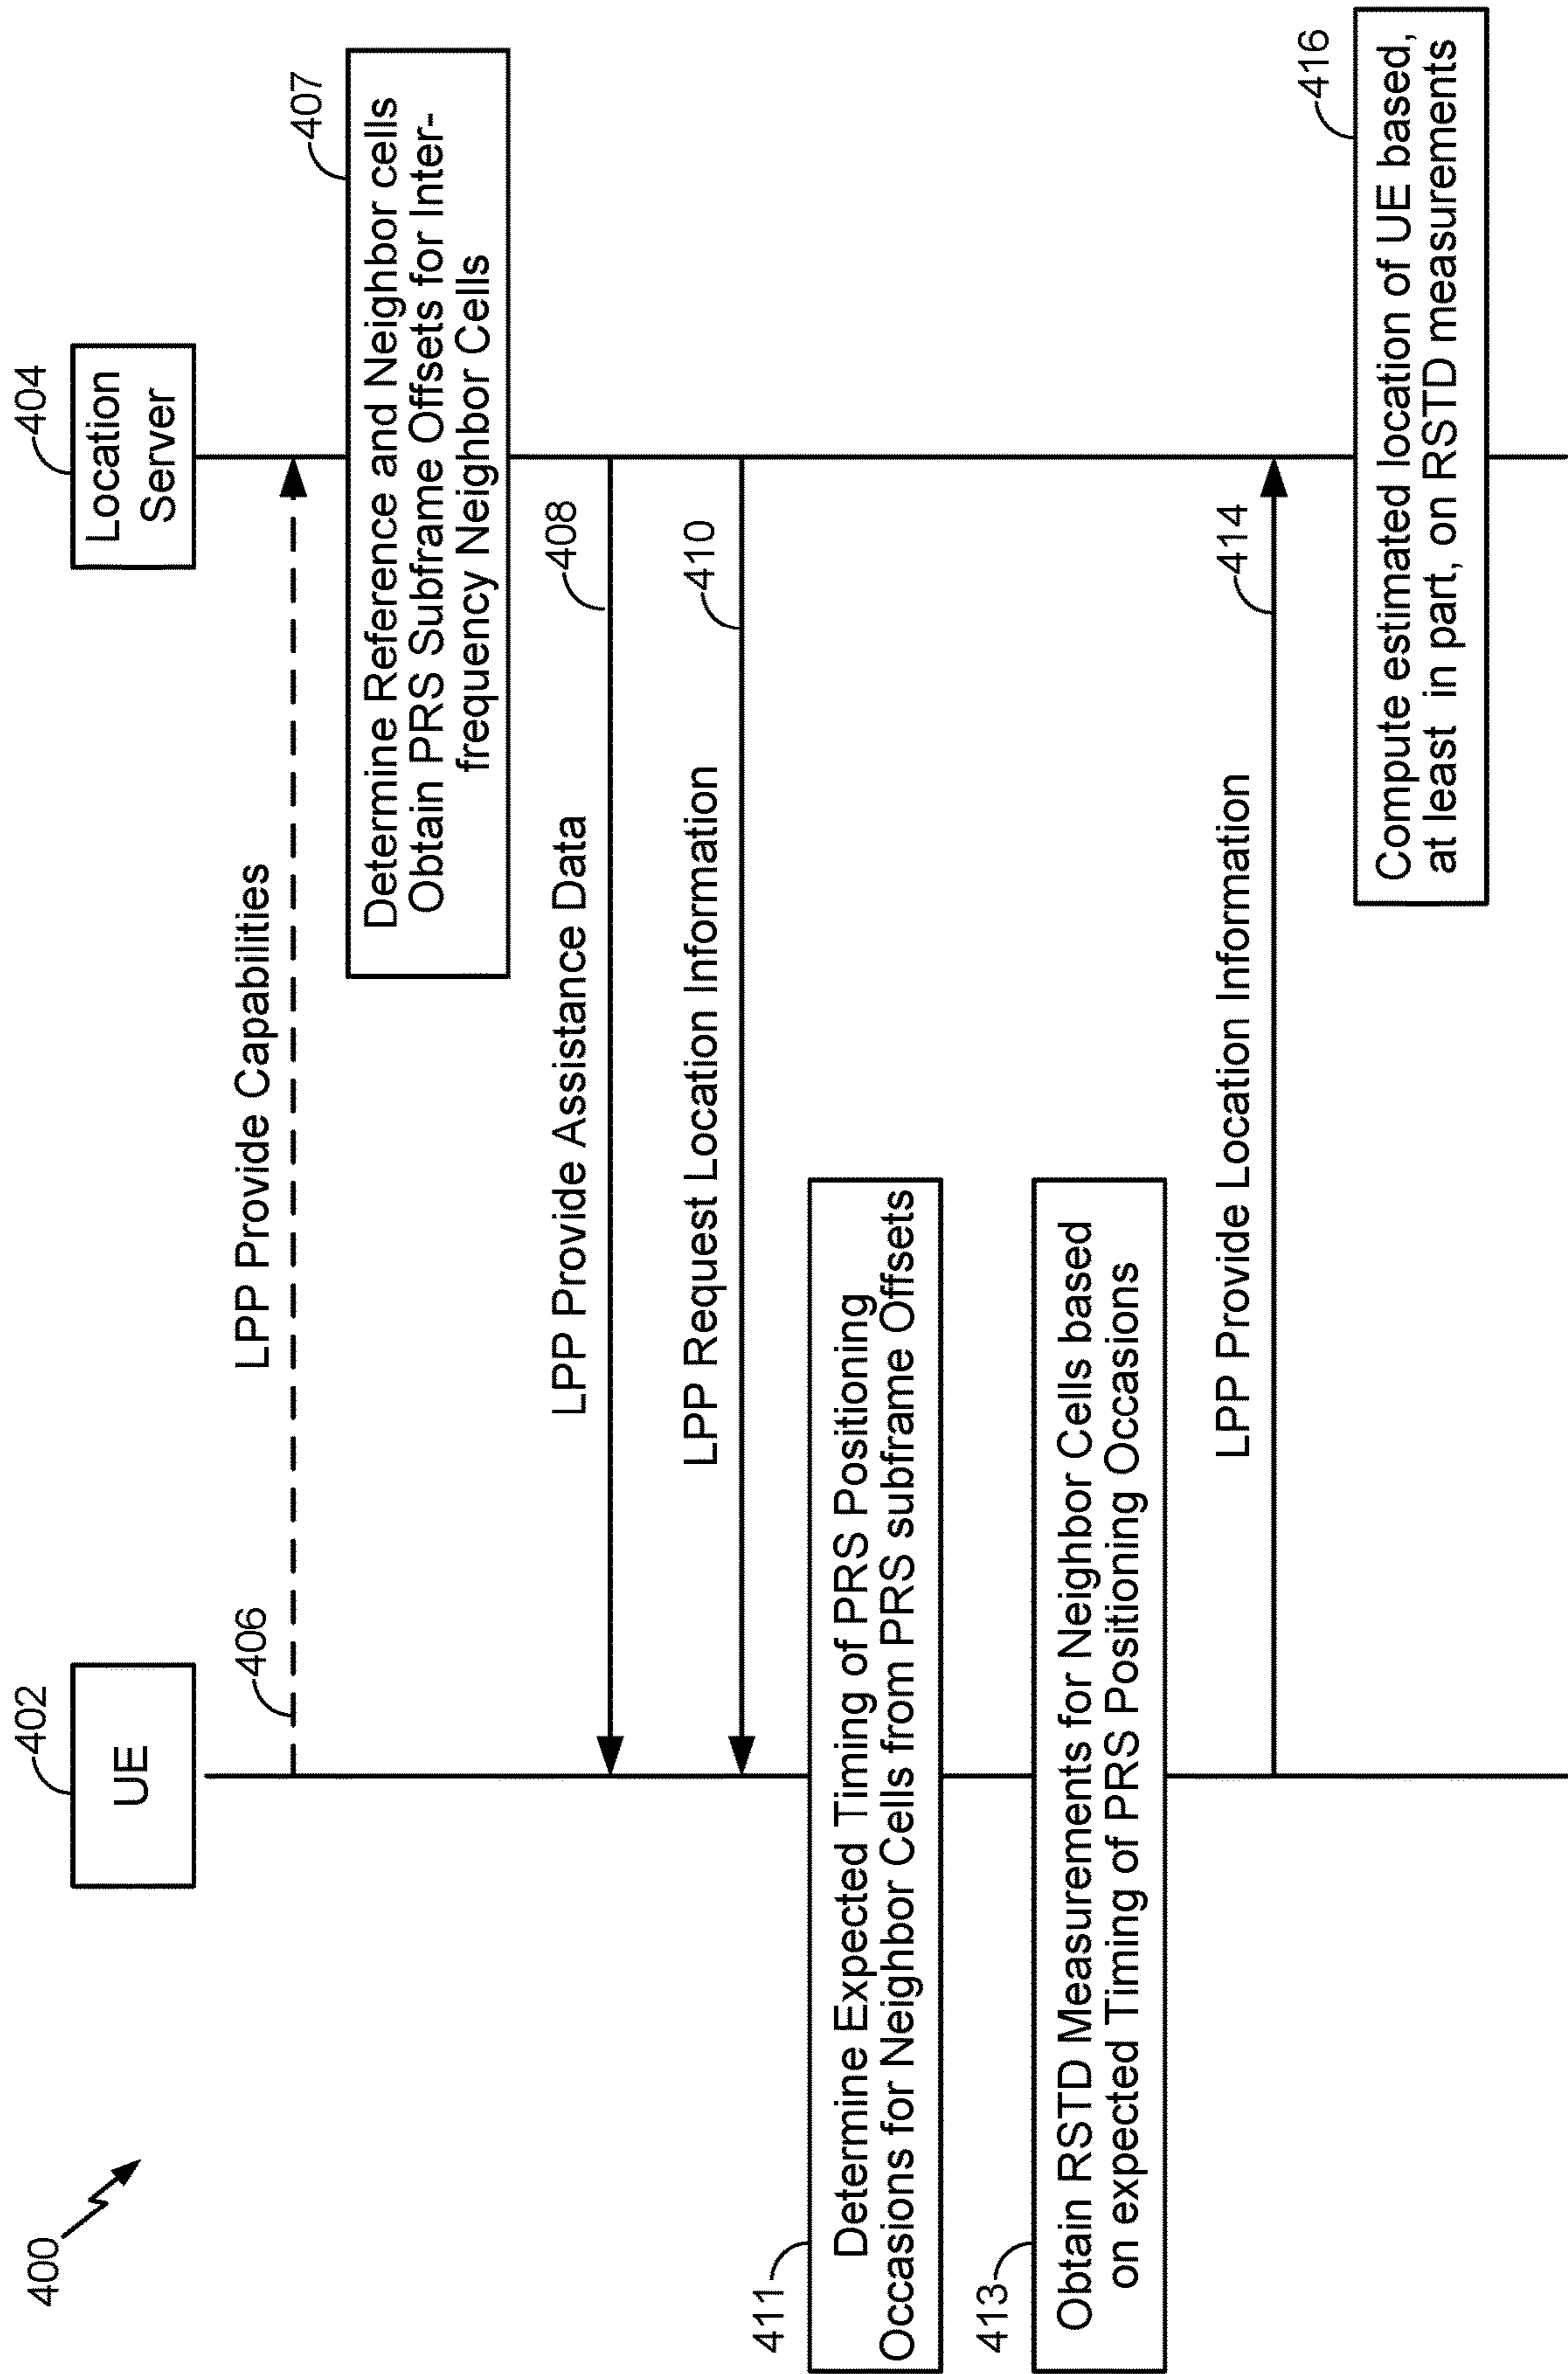 400
402
UE
404
Location
Server
LPP Provide Capabilities
406
407
Determine Reference and Neighbor cells
Obtain PRS Subframe Offsets for Inter-
frequency Neighbor Cells
LPP Provide Assistance Data
408
LPP Request Location Information
410
411
Determine Expected Timing of PRS Positioning
Occasions for Neighbor Cells from PRS subframe Offsets
413
Obtain RSTD Measurements for Neighbor Cells based
on expected Timing of PRS Positioning Occasions
LPP Provide Location Information
414
416
Compute estimated location of UE based,
at least in part, on RSTD measurements